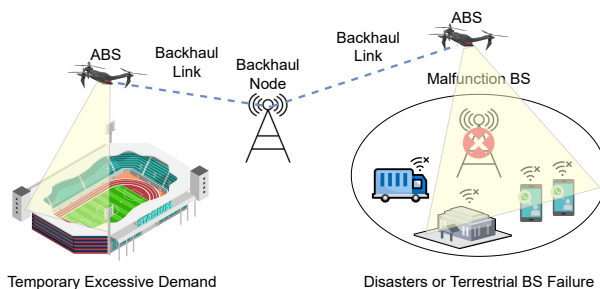 ABS
Backhaul
Link
Backhaul
Node
Backhaul
Link
ABS
Malfunction BS
STADIUM
Temporary Excessive Demand
Disasters or Terrestrial BS Failure